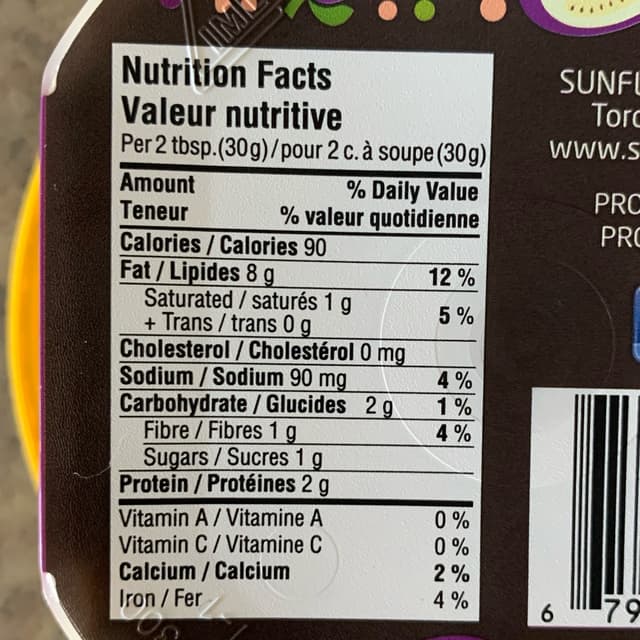 Nutrition Facts
Valeur nutritive
Per 2 tbsp.(30g)/pour 2 c. à soupe(30g)
Amount % Daily Value
Teneur % valeur quotidienne
Calories / Calories 90
Fat / Lipides 8 g 12 %
Saturated / saturés 1 g
+ Trans / trans 0 g 5 %
Cholesterol / Cholestérol 0 mg
Sodium / Sodium 90 mg 4 %
Carbohydrate / Glucides 2 g 1 %
Fibre / Fibres 1 g 4 %
Sugars / Sucres 1 g
Protein / Protéines 2 g
Vitamin A / Vitamine A 0 %
Vitamin C / Vitamine C 0 %
Calcium / Calcium 2 %
Iron / Fer 4 %
SUNFL
Toro
www.s
PRO
PRO
6 79